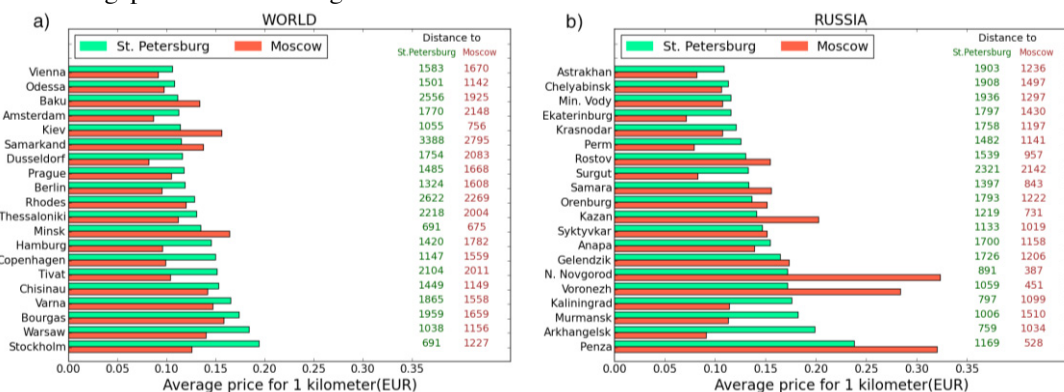 a) WORLD
St. Petersburg Moscow
Distance to
St.Petersburg Moscow
Vienna 1583 1670
Odessa 1501 1142
Baku 2556 1925
Amsterdam 1770 2148
Kiev 1055 756
Samarkand 3388 2795
Dusseldorf 1754 2083
Prague 1485 1668
Berlin 1324 1608
Rhodes 2622 2269
Thessaloniki 2218 2004
Minsk 691 675
Hamburg 1420 1782
Copenhagen 1147 1559
Tivat 2104 2011
Chisinau 1449 1149
Varna 1865 1558
Bourgas 1959 1659
Warsaw 1038 1156
Stockholm 691 1227
0.00 0.05 0.10 0.15 0.20 0.25 0.30 0.35
Average price for 1 kilometer(EUR)
b) RUSSIA
St. Petersburg Moscow
Distance to
St.Petersburg Moscow
Astrakhan 1903 1236
Chelyabinsk 1908 1497
Min. Vody 1936 1297
Ekaterinburg 1797 1430
Krasnodar 1758 1197
Perm 1482 1141
Rostov 1539 957
Surgut 2321 2142
Samara 1397 843
Orenburg 1793 1222
Kazan 1219 731
Syktyvkar 1133 1019
Anapa 1700 1158
Gelendzik 1726 1206
N. Novgorod 891 387
Voronezh 1059 451
Kaliningrad 797 1099
Murmansk 1006 1510
Arkhangelsk 759 1034
Penza 1169 528
0.00 0.05 0.10 0.15 0.20 0.25 0.30 0.35
Average price for 1 kilometer(EUR)